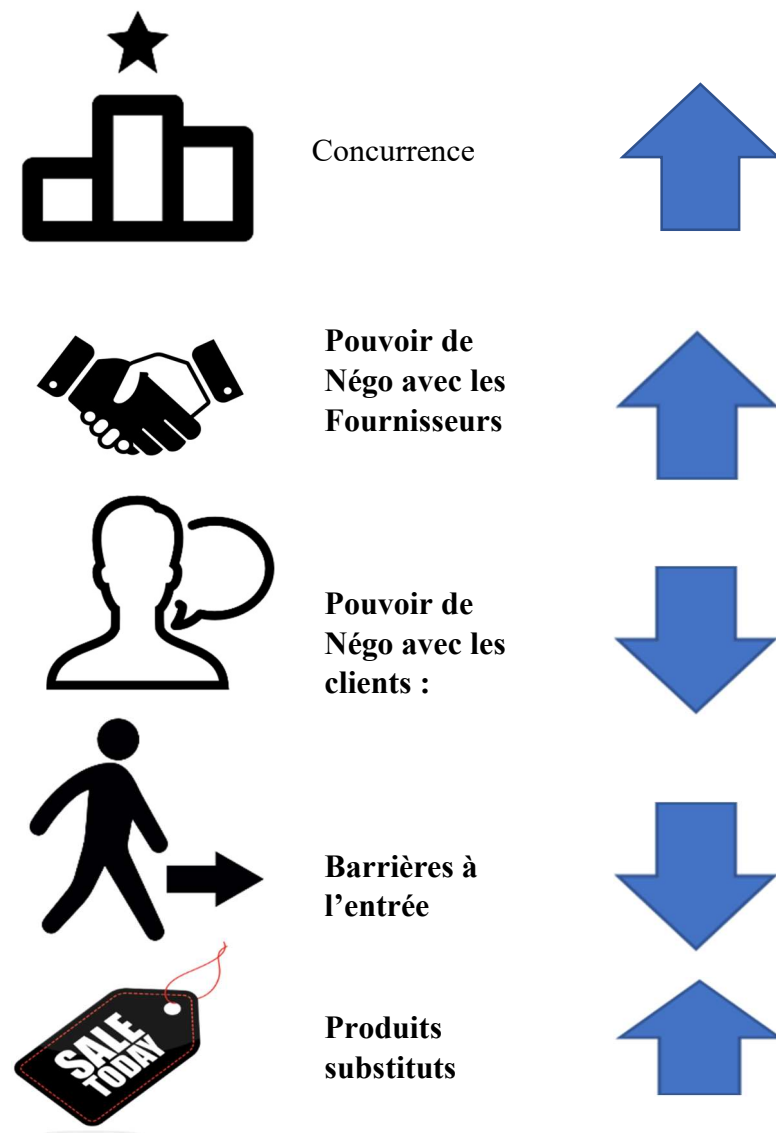 Concurrence
Pouvoir de
Négo avec les
Fournisseurs
Pouvoir de
Négo avec les
clients :
Barrières à
l’entrée
SALE
TODAY
Produits
substituts